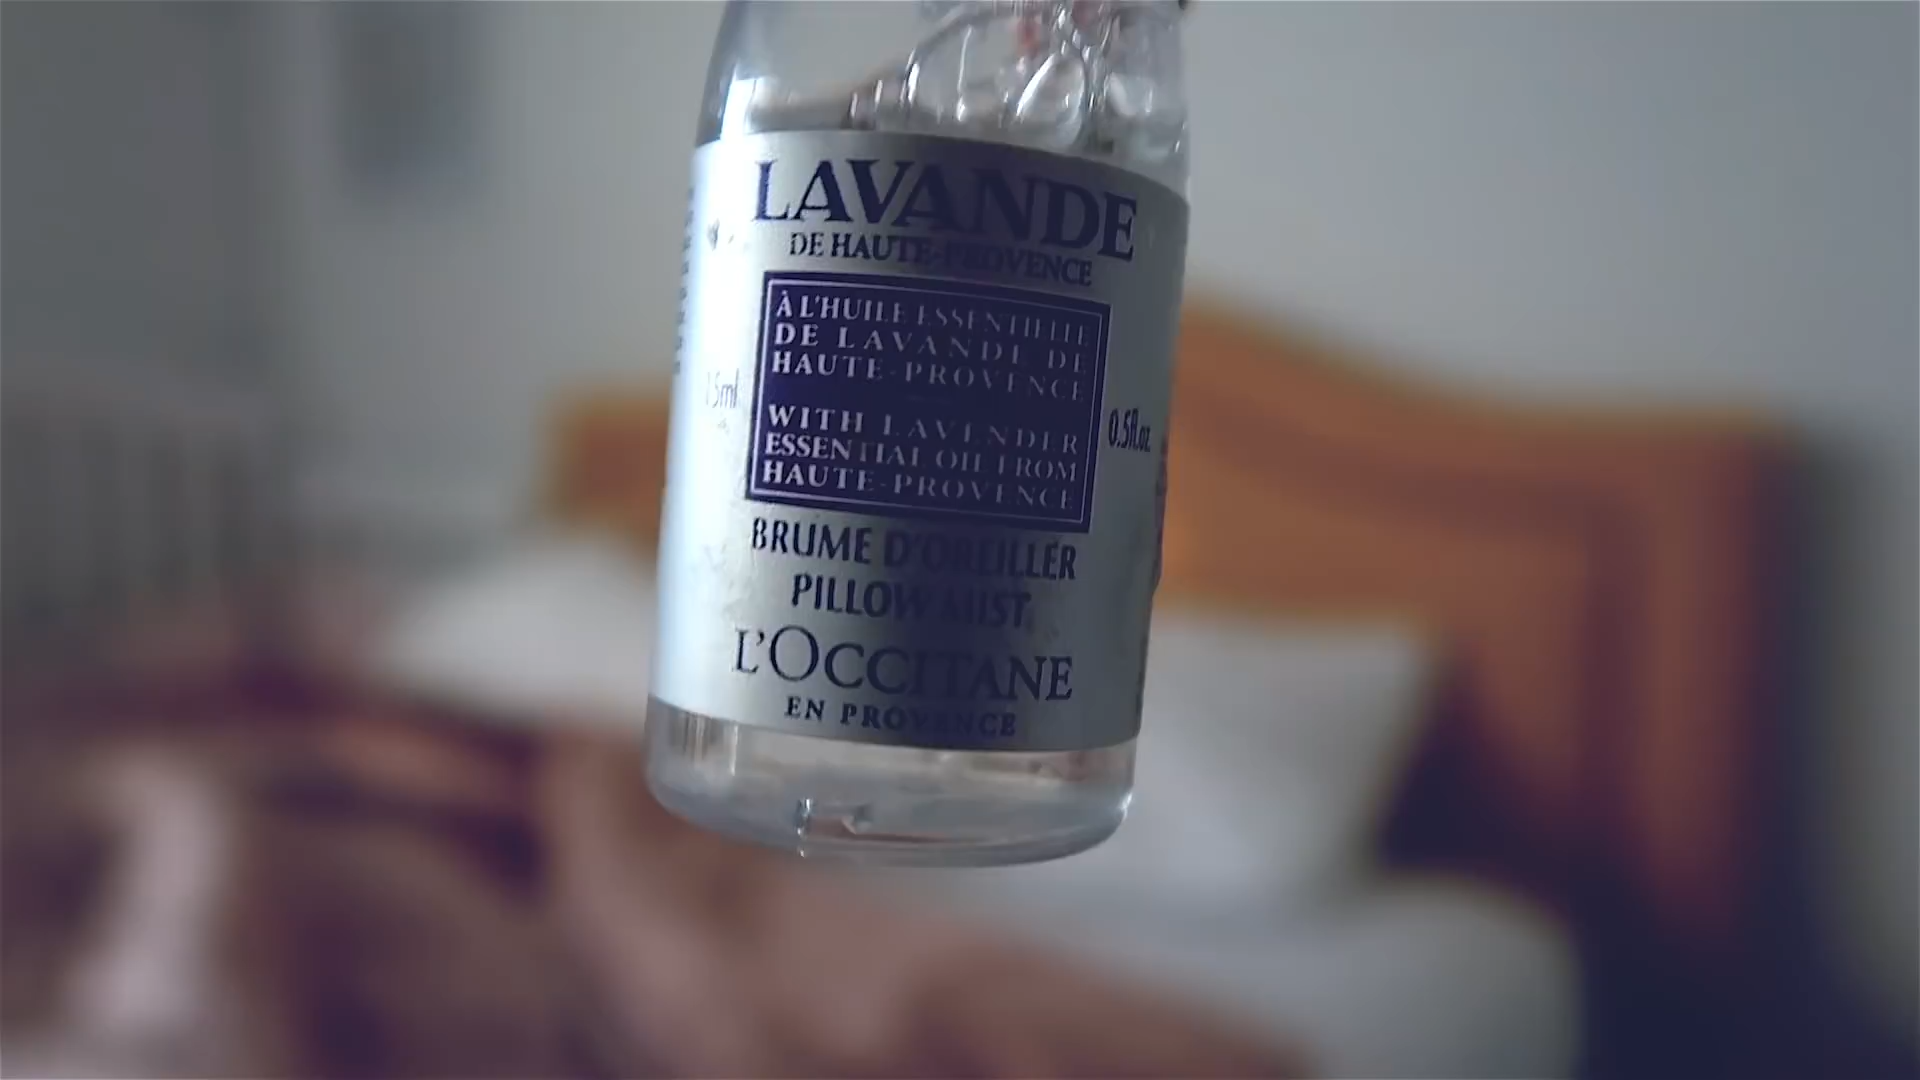 LAVANDE
DE HAUTE-PROVENCE
À L'HUILE ESSENTIELLE
DE LAVANDE DE
HAUTE-PROVENCE
15ml
0.5fl.oz.
WITH LAVENDER
ESSENTIAL OIL FROM
HAUTE-PROVENCE
BRUME D'OREILLER
PILLOW MIST
L'OCCITANE
EN PROVENCE